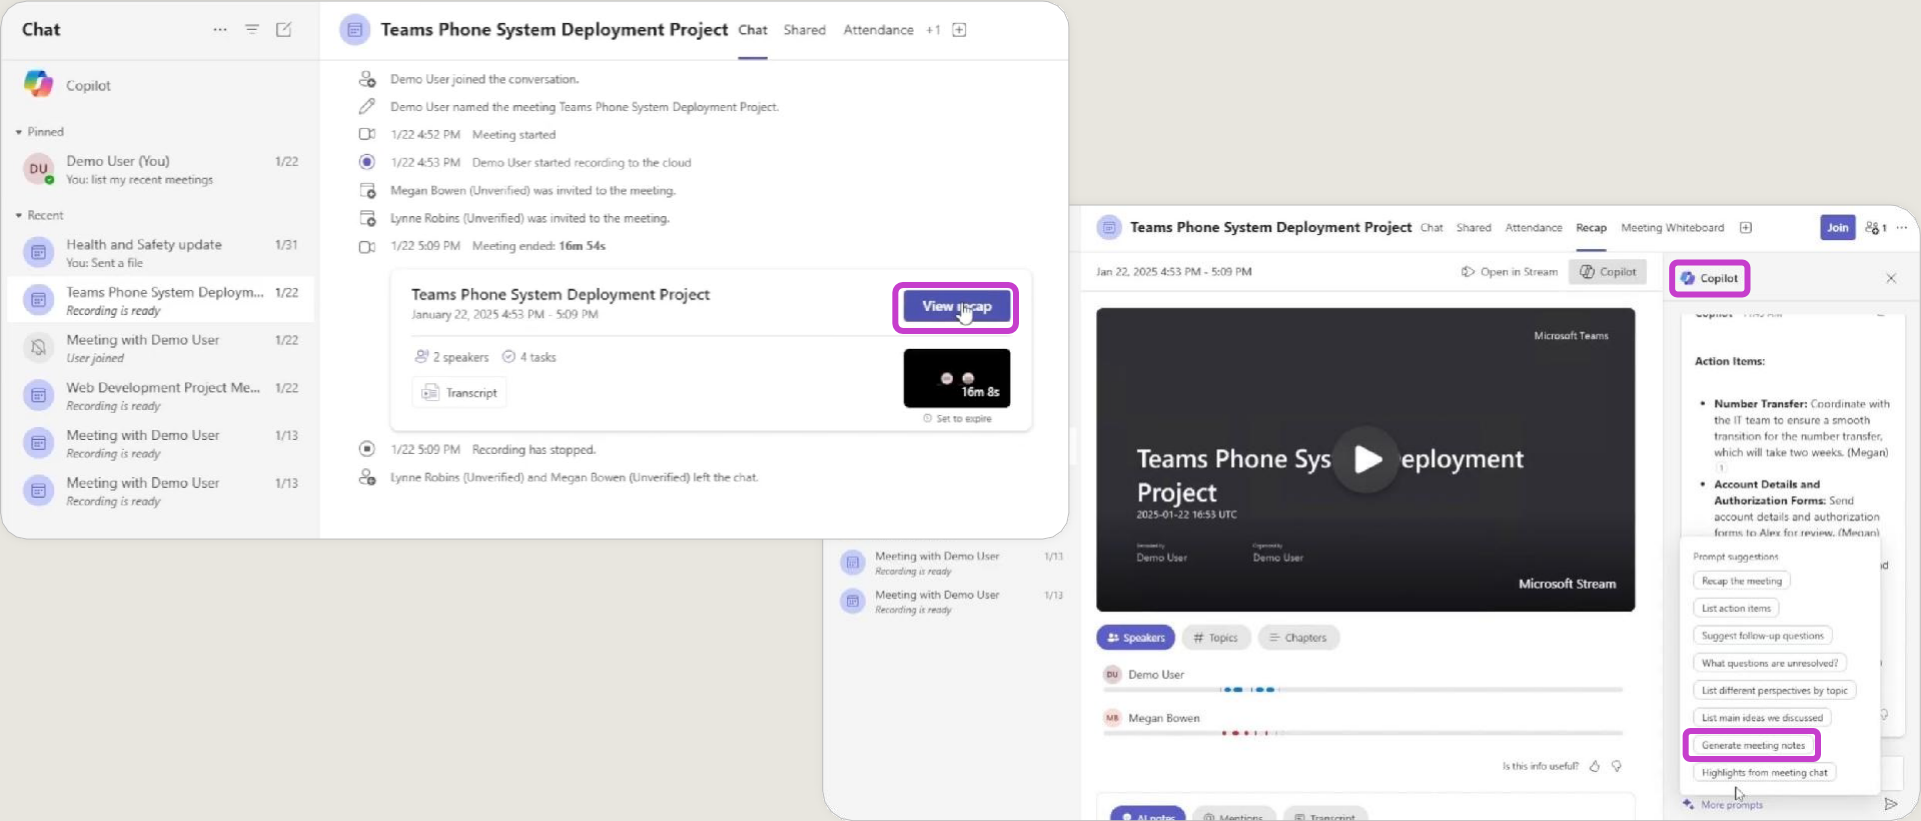 Chat
Copilot
Pinned
DU
Demo User (You)
1/22
You: list my recent meetings
Recent
Health and Safety update
1/31
You: Sent a file
Teams Phone System Deploym...
1/22
Recording is ready
Meeting with Demo User
1/22
User joined
Web Development Project Me...
1/22
Recording is ready
Meeting with Demo User
1/13
Recording is ready
Meeting with Demo User
1/13
Recording is ready
Teams Phone System Deployment Project
Chat
Shared
Attendance
+1
Demo User joined the conversation.
Demo User named the meeting Teams Phone System Deployment Project.
1/22 4:52 PM Meeting started
1/22 4:53 PM Demo User started recording to the cloud
Megan Bowen (Unverified) was invited to the meeting.
Lynne Robins (Unverified) was invited to the meeting.
1/22 5:09 PM Meeting ended: 16m 54s
Teams Phone System Deployment Project
January 22, 2025 4:53 PM - 5:09 PM
View recap
2 speakers
4 tasks
Transcript
16m 8s
Set to expire
1/22 5:09 PM Recording has stopped.
Lynne Robins (Unverified) and Megan Bowen (Unverified) left the chat.
Meeting with Demo User
1/13
Recording is ready
Meeting with Demo User
1/13
Recording is ready
Teams Phone System Deployment Project
Chat
Shared
Attendance
Recap
Meeting Whiteboard
Join
1
Jan 22, 2025 4:53 PM - 5:09 PM
Open in Stream
Copilot
Microsoft Teams
Teams Phone Sys eployment
Project
2025-01-22 16:53 UTC
Demo User
Demo User
Microsoft Stream
Speakers
Topics
Chapters
DU
Demo User
MB
Megan Bowen
Is this info useful?
AI notes
Mentions
Transcript
Copilot
Copilot
Action Items:
• Number Transfer: Coordinate with
the IT team to ensure a smooth
transition for the number transfer,
which will take two weeks. (Megan)
1
• Account Details and
Authorization Forms: Send
account details and authorization
forms to Alex for review. (Megan)
Prompt suggestions
Recap the meeting
List action items
Suggest follow-up questions
What questions are unresolved?
List different perspectives by topic
List main ideas we discussed
Generate meeting notes
Highlights from meeting chat
More prompts